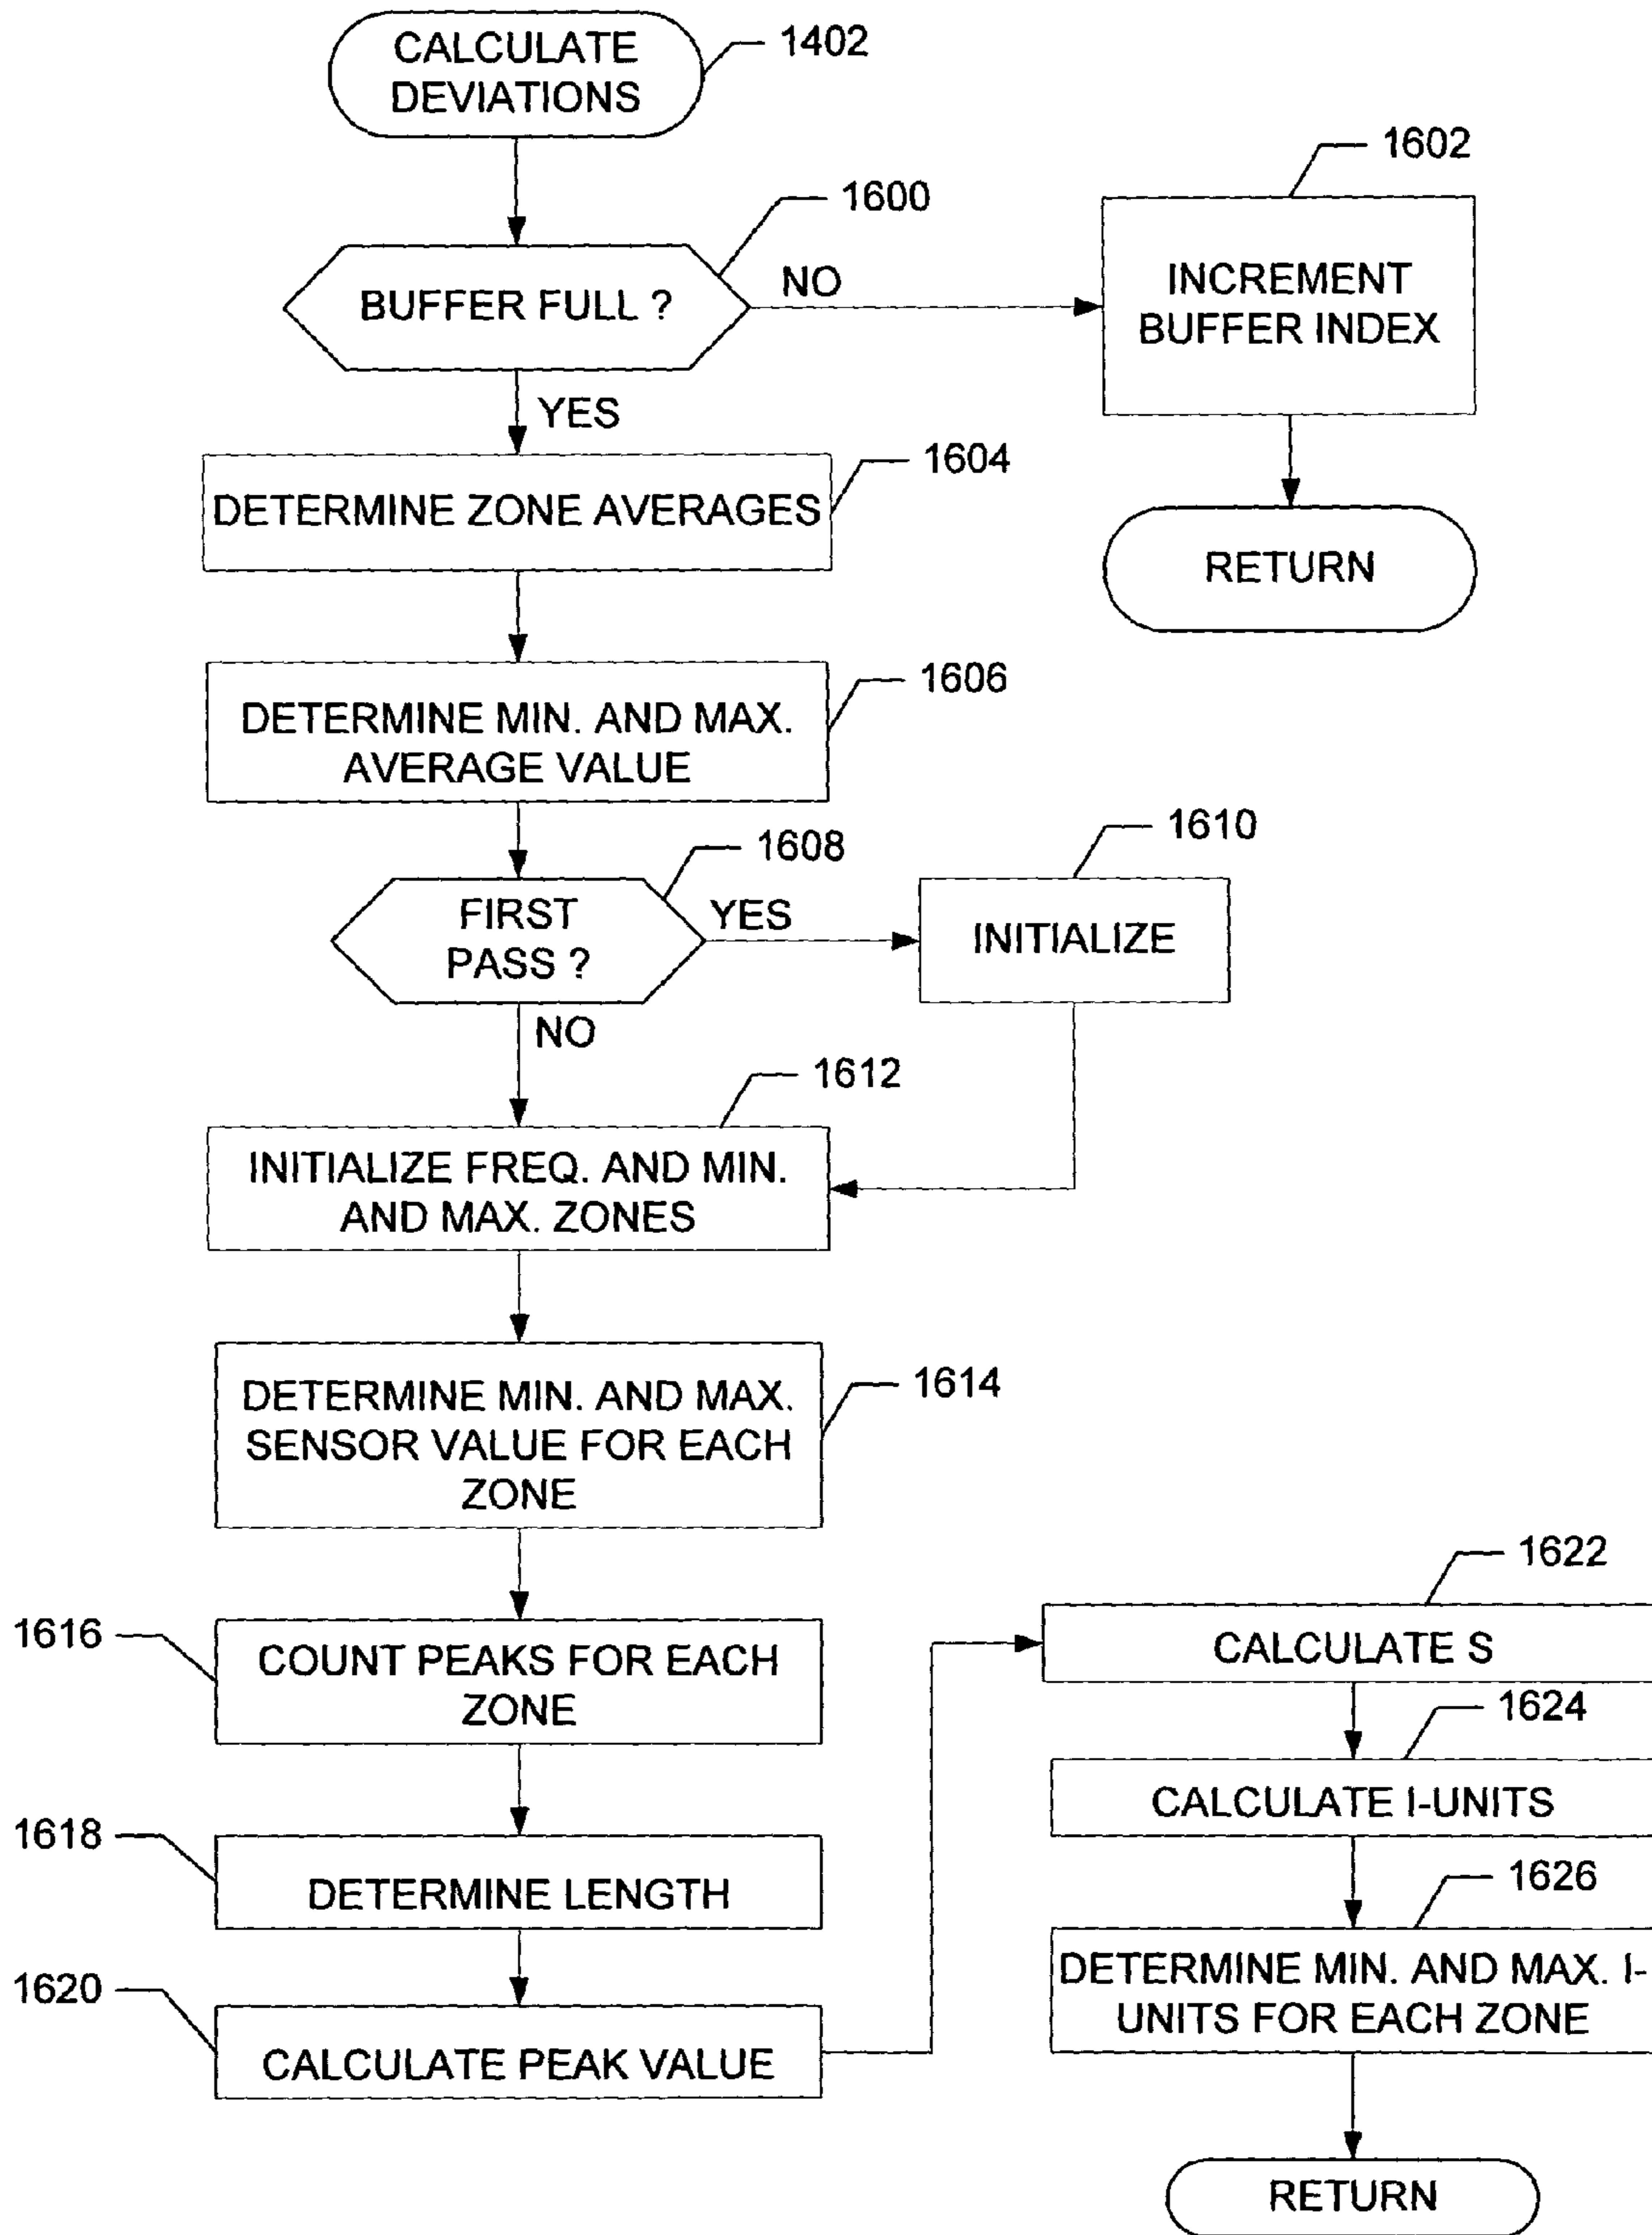 CALCULATE
DEVIATIONS
1402
1600
BUFFER FULL ?
NO
YES
1602
INCREMENT
BUFFER INDEX
RETURN
1604
DETERMINE ZONE AVERAGES
1606
DETERMINE MIN. AND MAX.
AVERAGE VALUE
1608
FIRST
PASS ?
YES
NO
1610
INITIALIZE
1612
INITIALIZE FREQ. AND MIN.
AND MAX. ZONES
1614
DETERMINE MIN. AND MAX.
SENSOR VALUE FOR EACH
ZONE
1616
COUNT PEAKS FOR EACH
ZONE
1618
DETERMINE LENGTH
1620
CALCULATE PEAK VALUE
1622
CALCULATE S
1624
CALCULATE I-UNITS
1626
DETERMINE MIN. AND MAX. I-
UNITS FOR EACH ZONE
RETURN